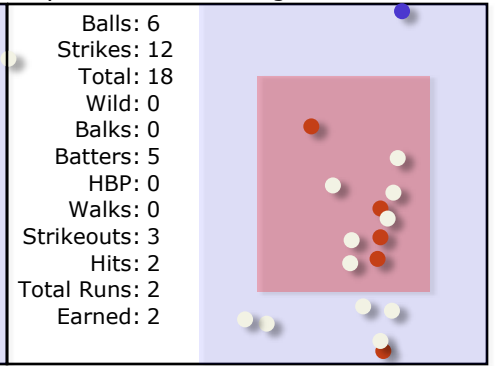 Balls: 6
Strikes: 12
Total: 18
Wild: 0
Balks: 0
Batters: 5
HBP: 0
Walks: 0
Strikeouts: 3
Hits: 2
Total Runs: 2
Earned: 2